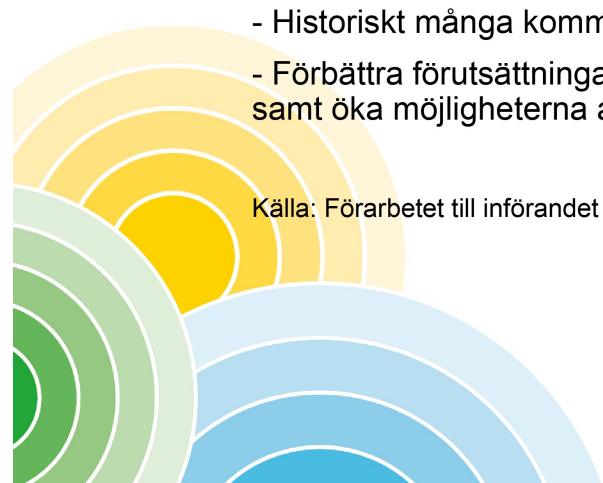 - Historiskt många komm
- Förbättra förutsättninga
samt öka möjligheterna a
Källa: Förarbetet till införandet